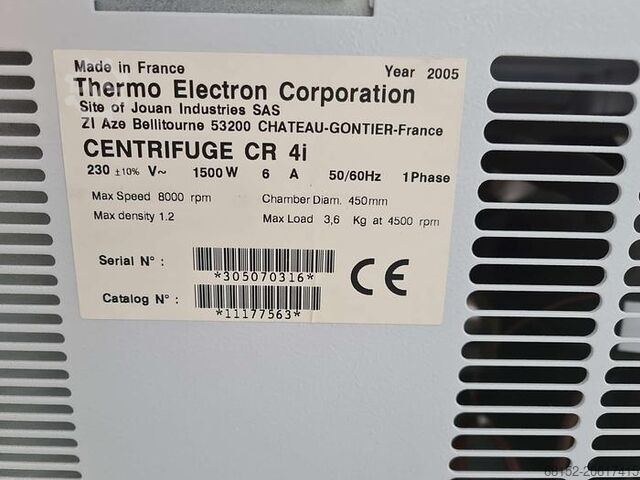 Made in France Year 2005
Thermo Electron Corporation
Site of Jouan Industries SAS
ZI Aze Bellitourne 53200 CHATEAU-GONTIER-France
CENTRIFUGE CR 4i
230 ±10% V~ 1500 W 6 A 50/60Hz 1 Phase
Max Speed 8000 rpm Chamber Diam. 450mm
Max density 1.2 Max Load 3,6 Kg at 4500 rpm
Serial N° :
*305070316*
CE
Catalog N° :
*11177563*
68152-20617415